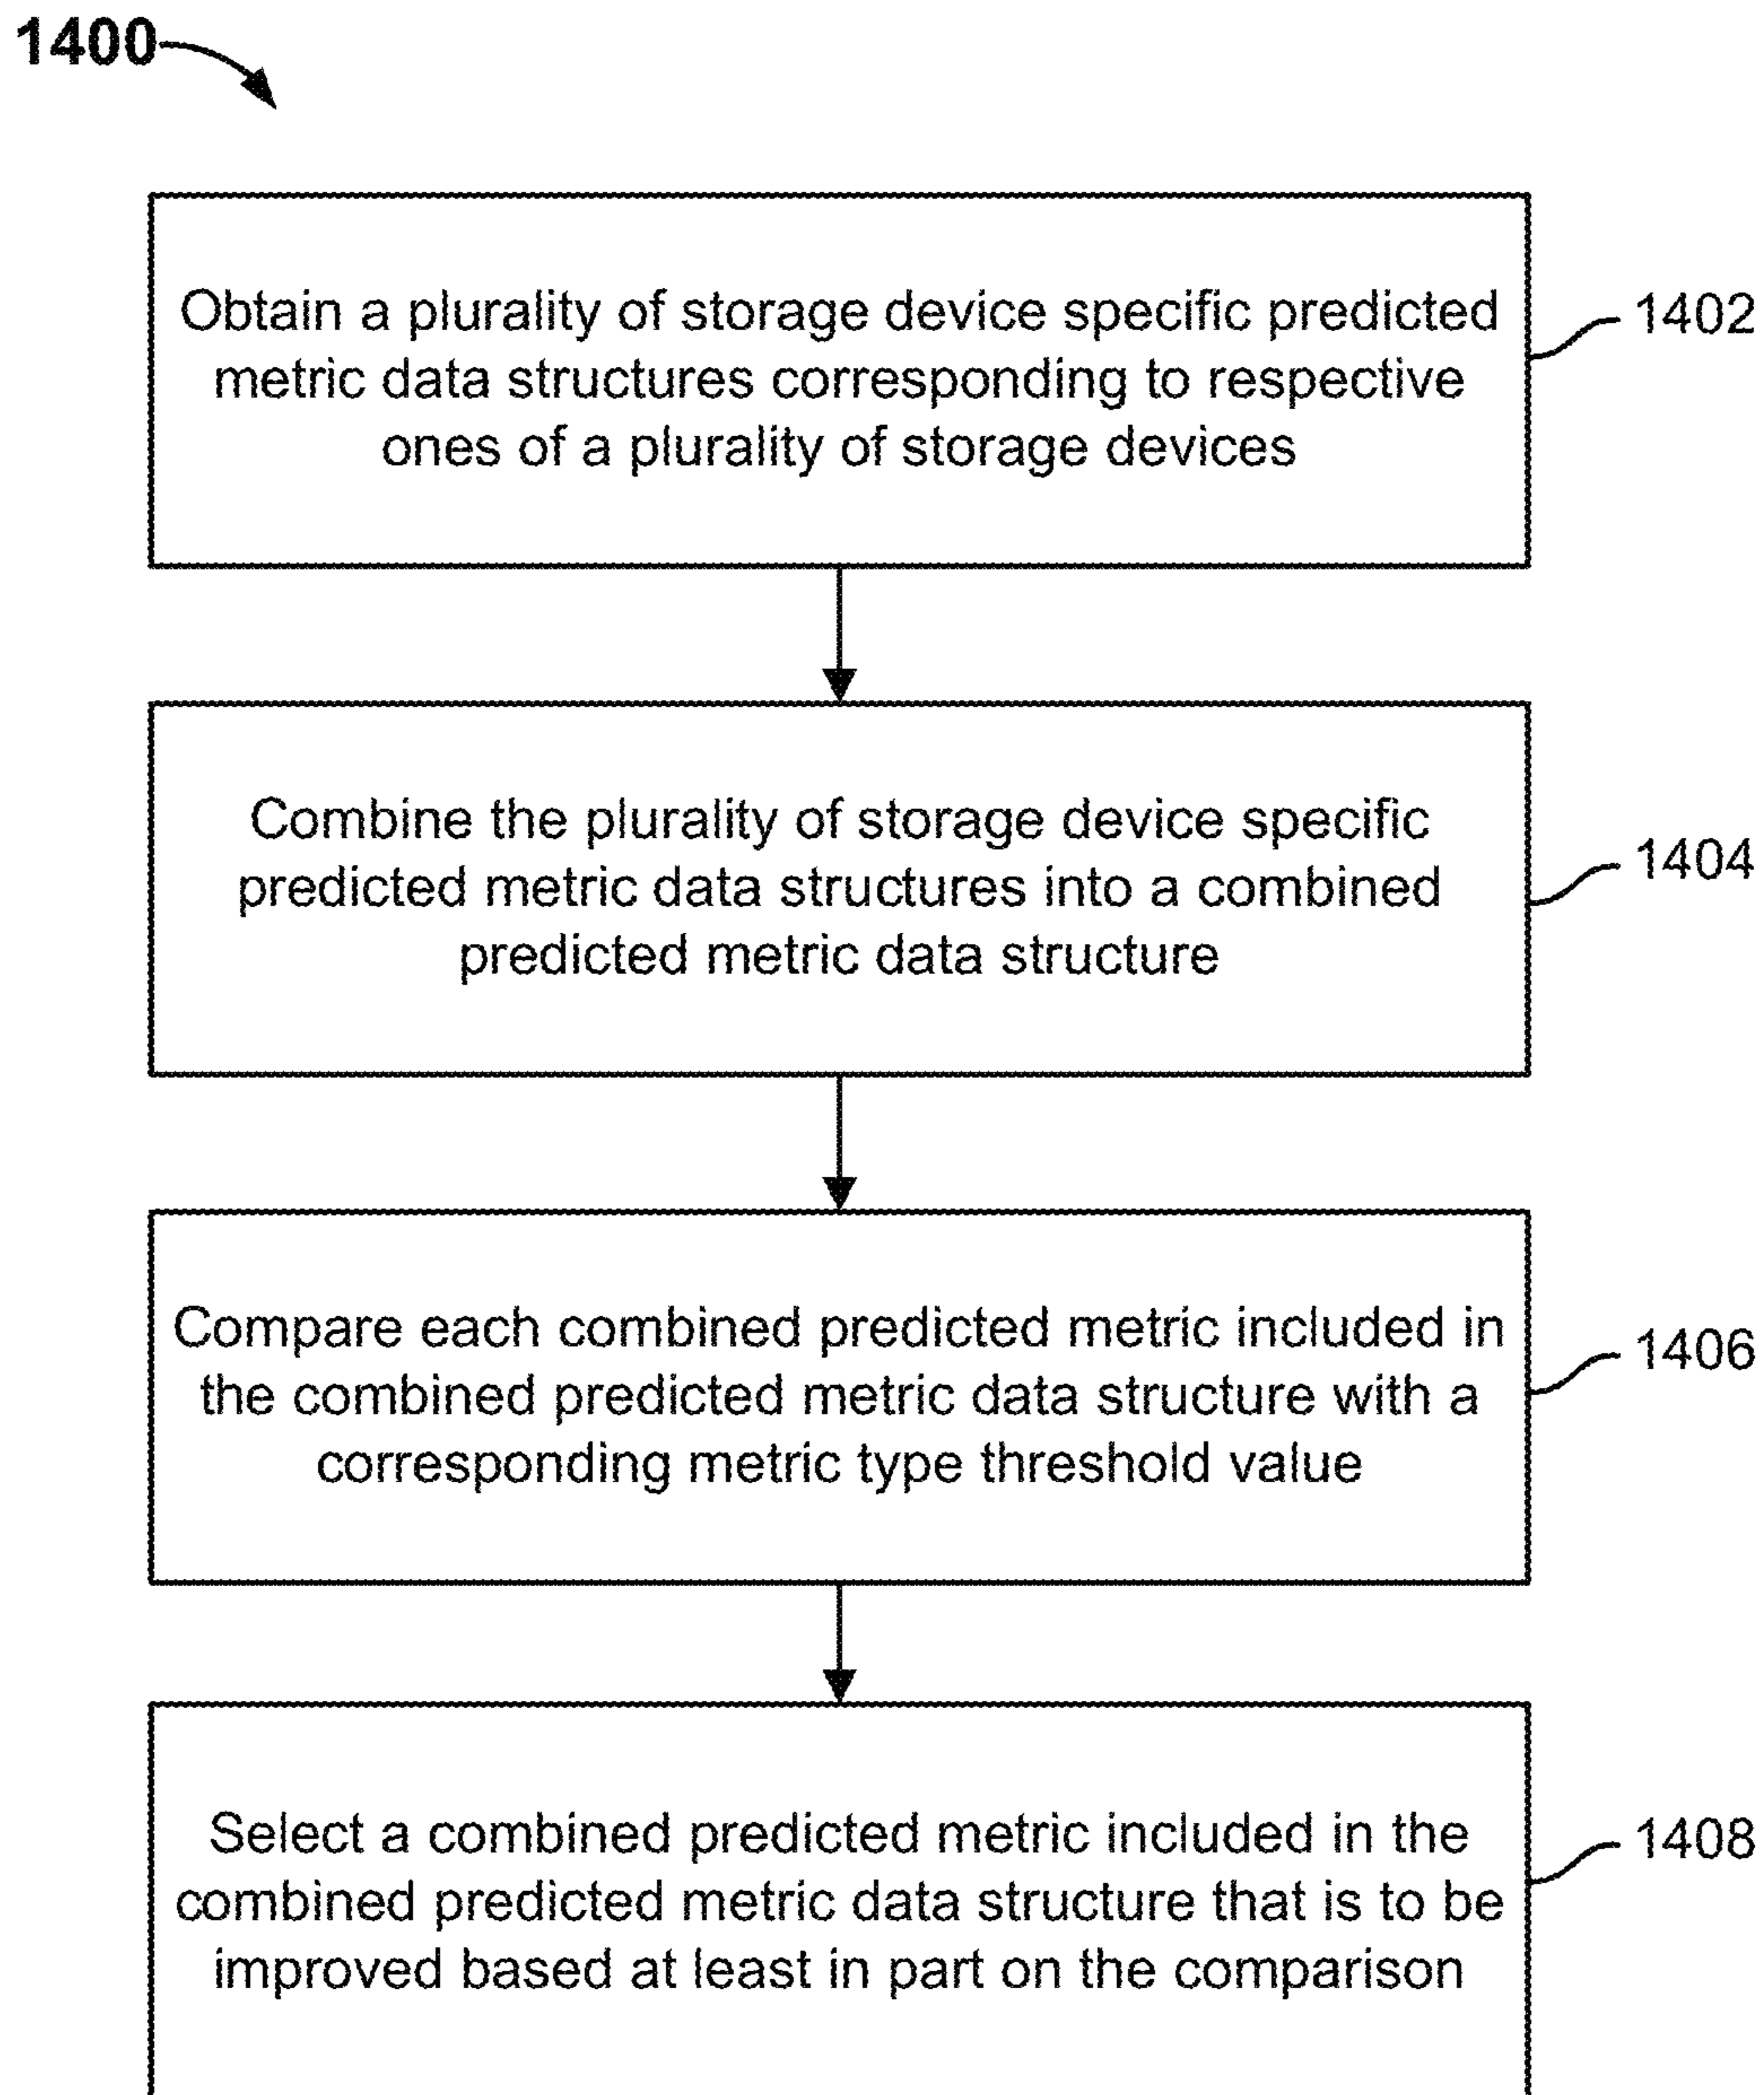 1400
Obtain a plurality of storage device specific predicted
metric data structures corresponding to respective
ones of a plurality of storage devices
1402
Combine the plurality of storage device specific
predicted metric data structures into a combined
predicted metric data structure
1404
Compare each combined predicted metric included in
the combined predicted metric data structure with a
corresponding metric type threshold value
1406
Select a combined predicted metric included in the
combined predicted metric data structure that is to be
improved based at least in part on the comparison
1408